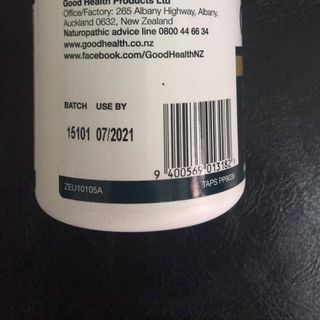 Good Health Products Ltd
Office/Factory: 265 Albany Highway, Albany,
Auckland 0632, New Zealand
Naturopathic advice line 0800 44 66 34
www.goodhealth.co.nz
www.facebook.com/GoodHealthNZ
BATCH USE BY
15101 07/2021
9 400569 013182
ZEU10105A
TAPS PP9039